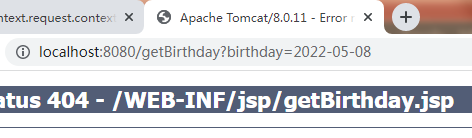 ntext.request.context
Apache Tomcat/8.0.11 - Error r
localhost:8080/getBirthday?birthday=2022-05-08
atus 404 - /WEB-INF/jsp/getBirthday.jsp